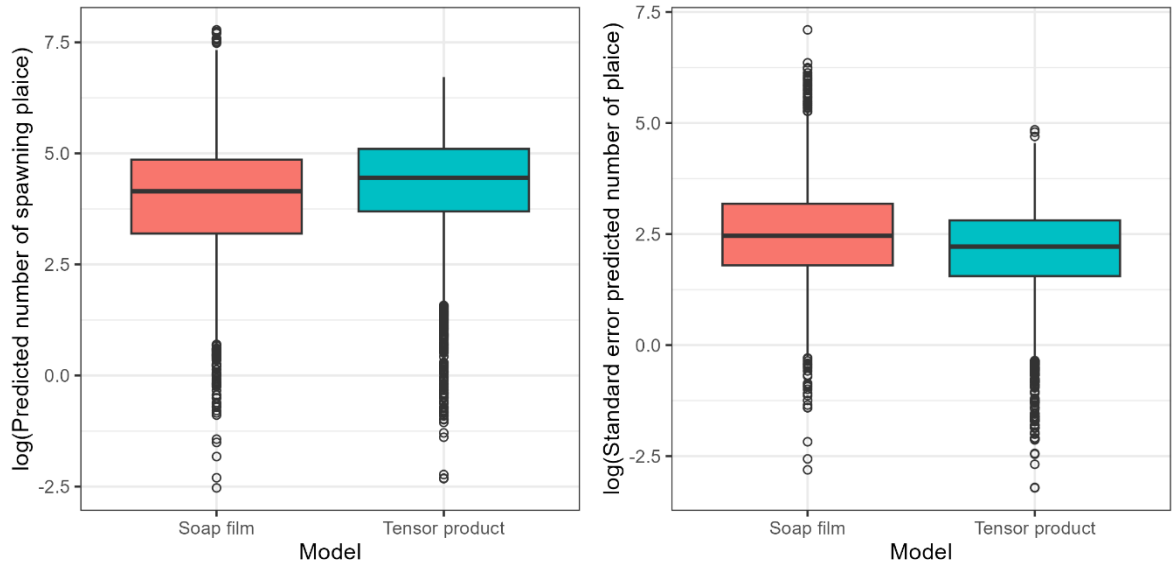 log(Predicted number of spawning plaice)
7.5
5.0
2.5
0.0
-2.5
Soap film
Tensor product
Model
log(Standard error predicted number of plaice)
7.5
5.0
2.5
0.0
-2.5
Soap film
Tensor product
Model